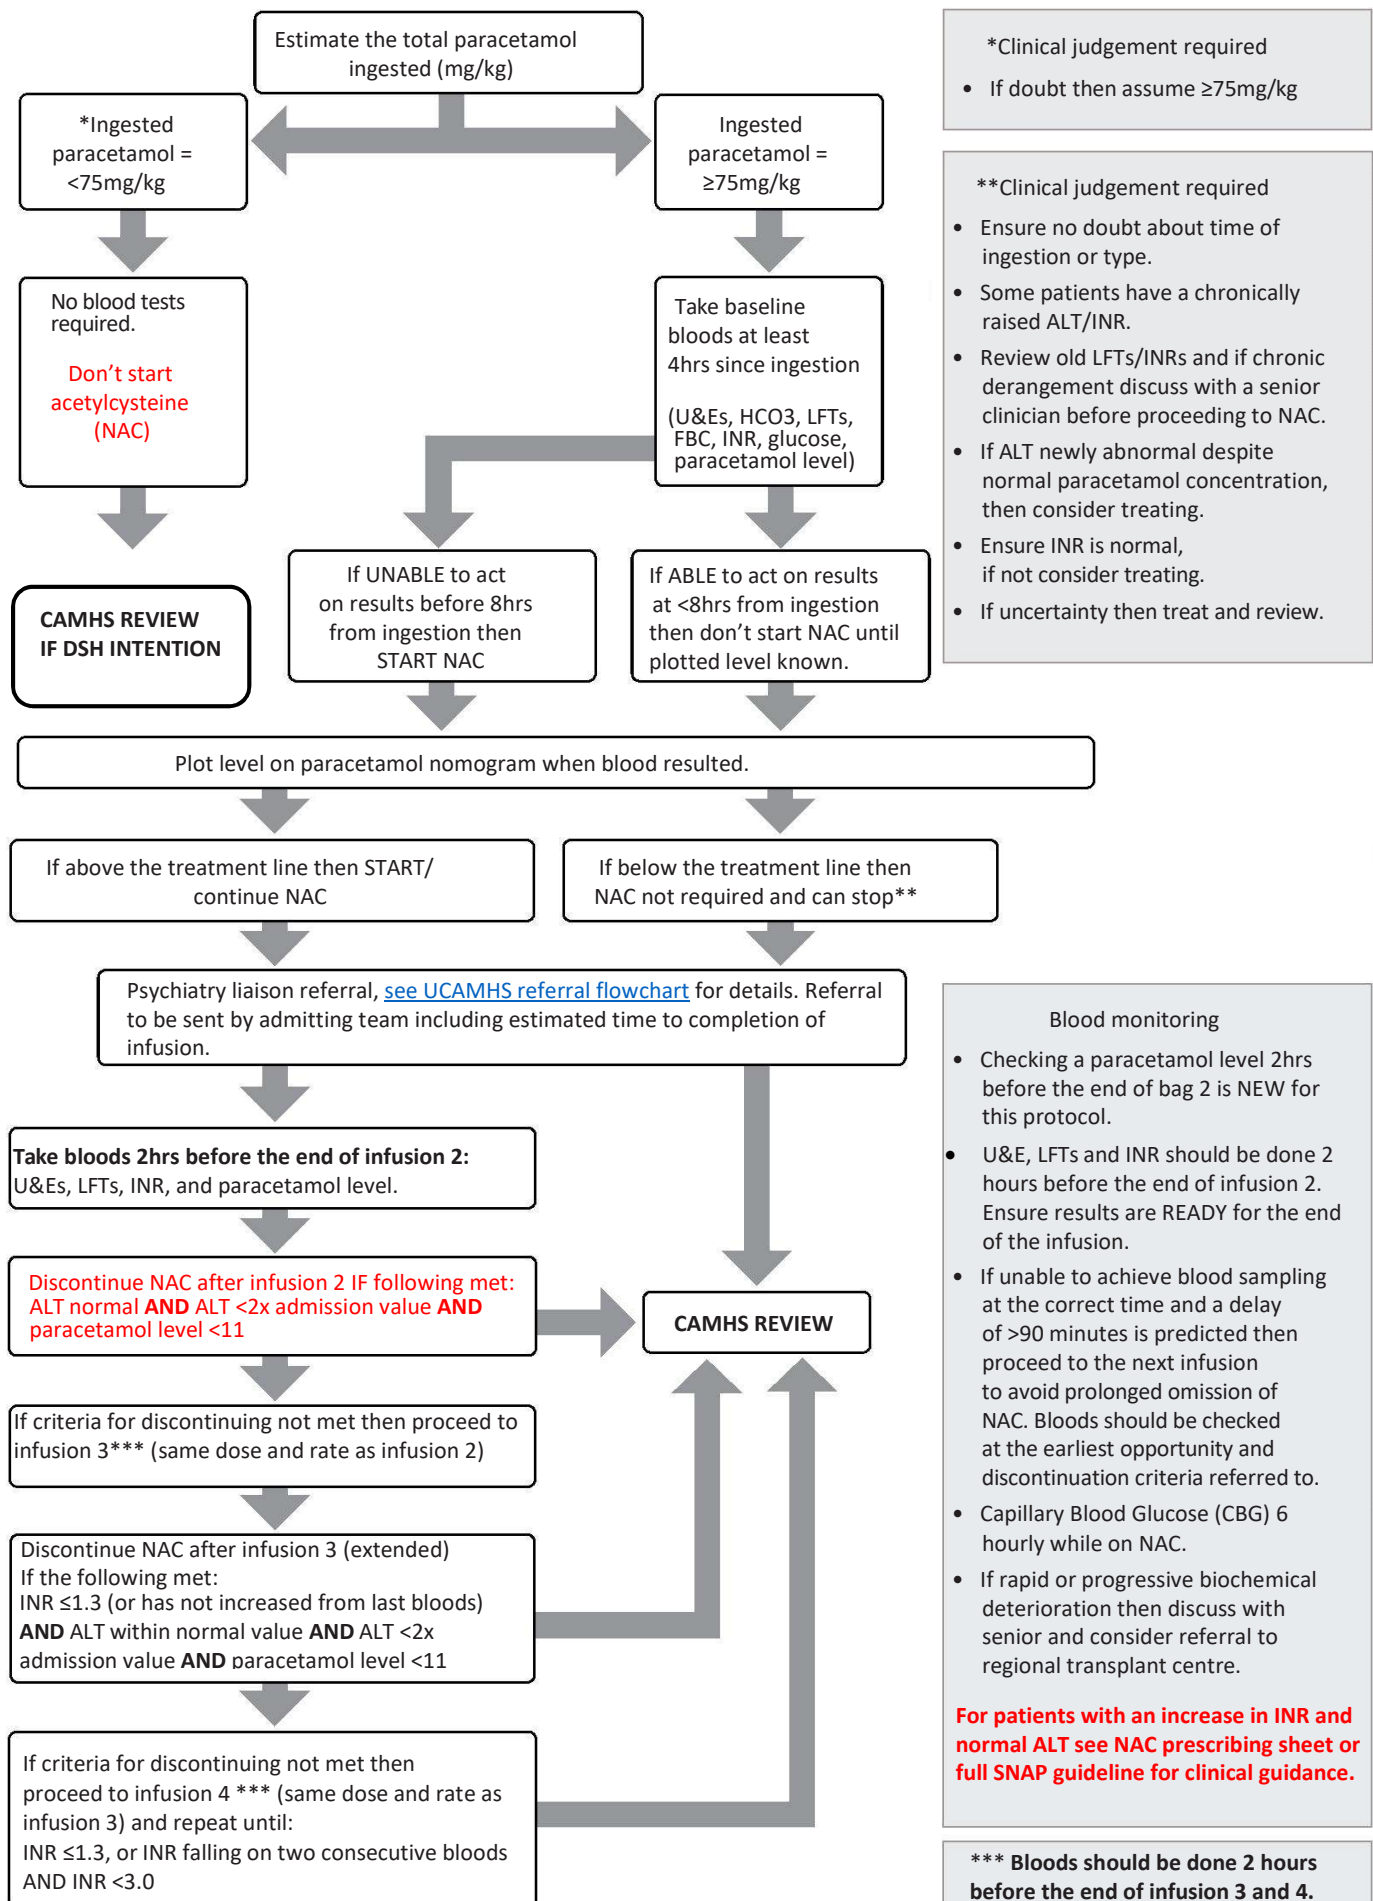 Estimate the total paracetamol
ingested (mg/kg)
*Ingested
paracetamol =
<75mg/kg
Ingested
paracetamol =
≥75mg/kg
No blood tests
required.
Don't start
acetylcysteine
(NAC)
Take baseline
bloods at least
4hrs since ingestion
(U&Es, HCO3, LFTs,
FBC, INR, glucose,
paracetamol level)
CAMHS REVIEW
IF DSH INTENTION
If UNABLE to act
on results before 8hrs
from ingestion then
START NAC
If ABLE to act on results
at <8hrs from ingestion
then don't start NAC until
plotted level known.
Plot level on paracetamol nomogram when blood resulted.
If above the treatment line then START/
continue NAC
If below the treatment line then
NAC not required and can stop**
Psychiatry liaison referral, see UCAMHS referral flowchart for details. Referral
to be sent by admitting team including estimated time to completion of
infusion.
Take bloods 2hrs before the end of infusion 2:
U&Es, LFTs, INR, and paracetamol level.
Discontinue NAC after infusion 2 IF following met:
ALT normal AND ALT <2x admission value AND
paracetamol level <11
CAMHS REVIEW
If criteria for discontinuing not met then proceed to
infusion 3*** (same dose and rate as infusion 2)
Discontinue NAC after infusion 3 (extended)
If the following met:
INR ≤1.3 (or has not increased from last bloods)
AND ALT within normal value AND ALT <2x
admission value AND paracetamol level <11
If criteria for discontinuing not met then
proceed to infusion 4 *** (same dose and rate as
infusion 3) and repeat until:
INR ≤1.3, or INR falling on two consecutive bloods
AND INR <3.0
*Clinical judgement required
• If doubt then assume ≥75mg/kg
**Clinical judgement required
• Ensure no doubt about time of
ingestion or type.
• Some patients have a chronically
raised ALT/INR.
• Review old LFTs/INRs and if chronic
derangement discuss with a senior
clinician before proceeding to NAC.
• If ALT newly abnormal despite
normal paracetamol concentration,
then consider treating.
• Ensure INR is normal,
if not consider treating.
• If uncertainty then treat and review.
Blood monitoring
• Checking a paracetamol level 2hrs
before the end of bag 2 is NEW for
this protocol.
• U&E, LFTs and INR should be done 2
hours before the end of infusion 2.
Ensure results are READY for the end
of the infusion.
• If unable to achieve blood sampling
at the correct time and a delay
of >90 minutes is predicted then
proceed to the next infusion
to avoid prolonged omission of
NAC. Bloods should be checked
at the earliest opportunity and
discontinuation criteria referred to.
• Capillary Blood Glucose (CBG) 6
hourly while on NAC.
• If rapid or progressive biochemical
deterioration then discuss with
senior and consider referral to
regional transplant centre.
For patients with an increase in INR and
normal ALT see NAC prescribing sheet or
full SNAP guideline for clinical guidance.
*** Bloods should be done 2 hours
before the end of infusion 3 and 4.